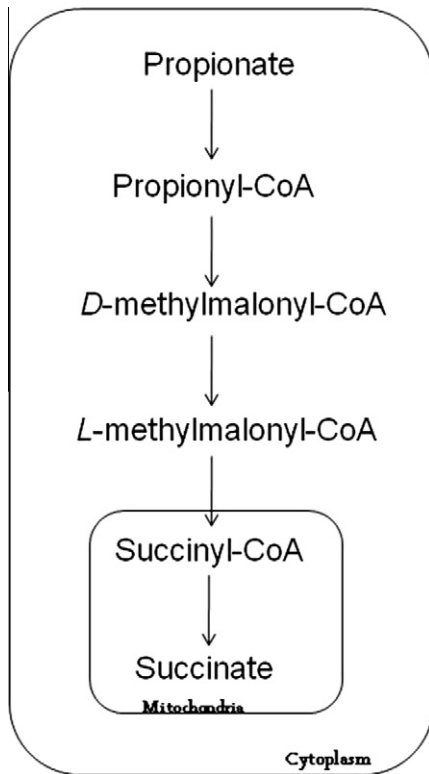 Propionate
Propionyl-CoA
D-methylmalonyl-CoA
L-methylmalonyl-CoA
Succinyl-CoA
Succinate
Mitochondria
Cytoplasm